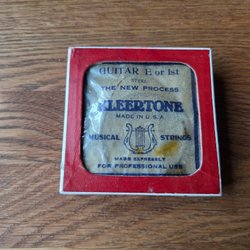 GUITAR E or 1st
STEEL
THE NEW PROCESS
KLEERTONE
MADE IN U.S.A
MUSICAL STRINGS
MADE EXPRESSLY
FOR PROFESSIONAL USE